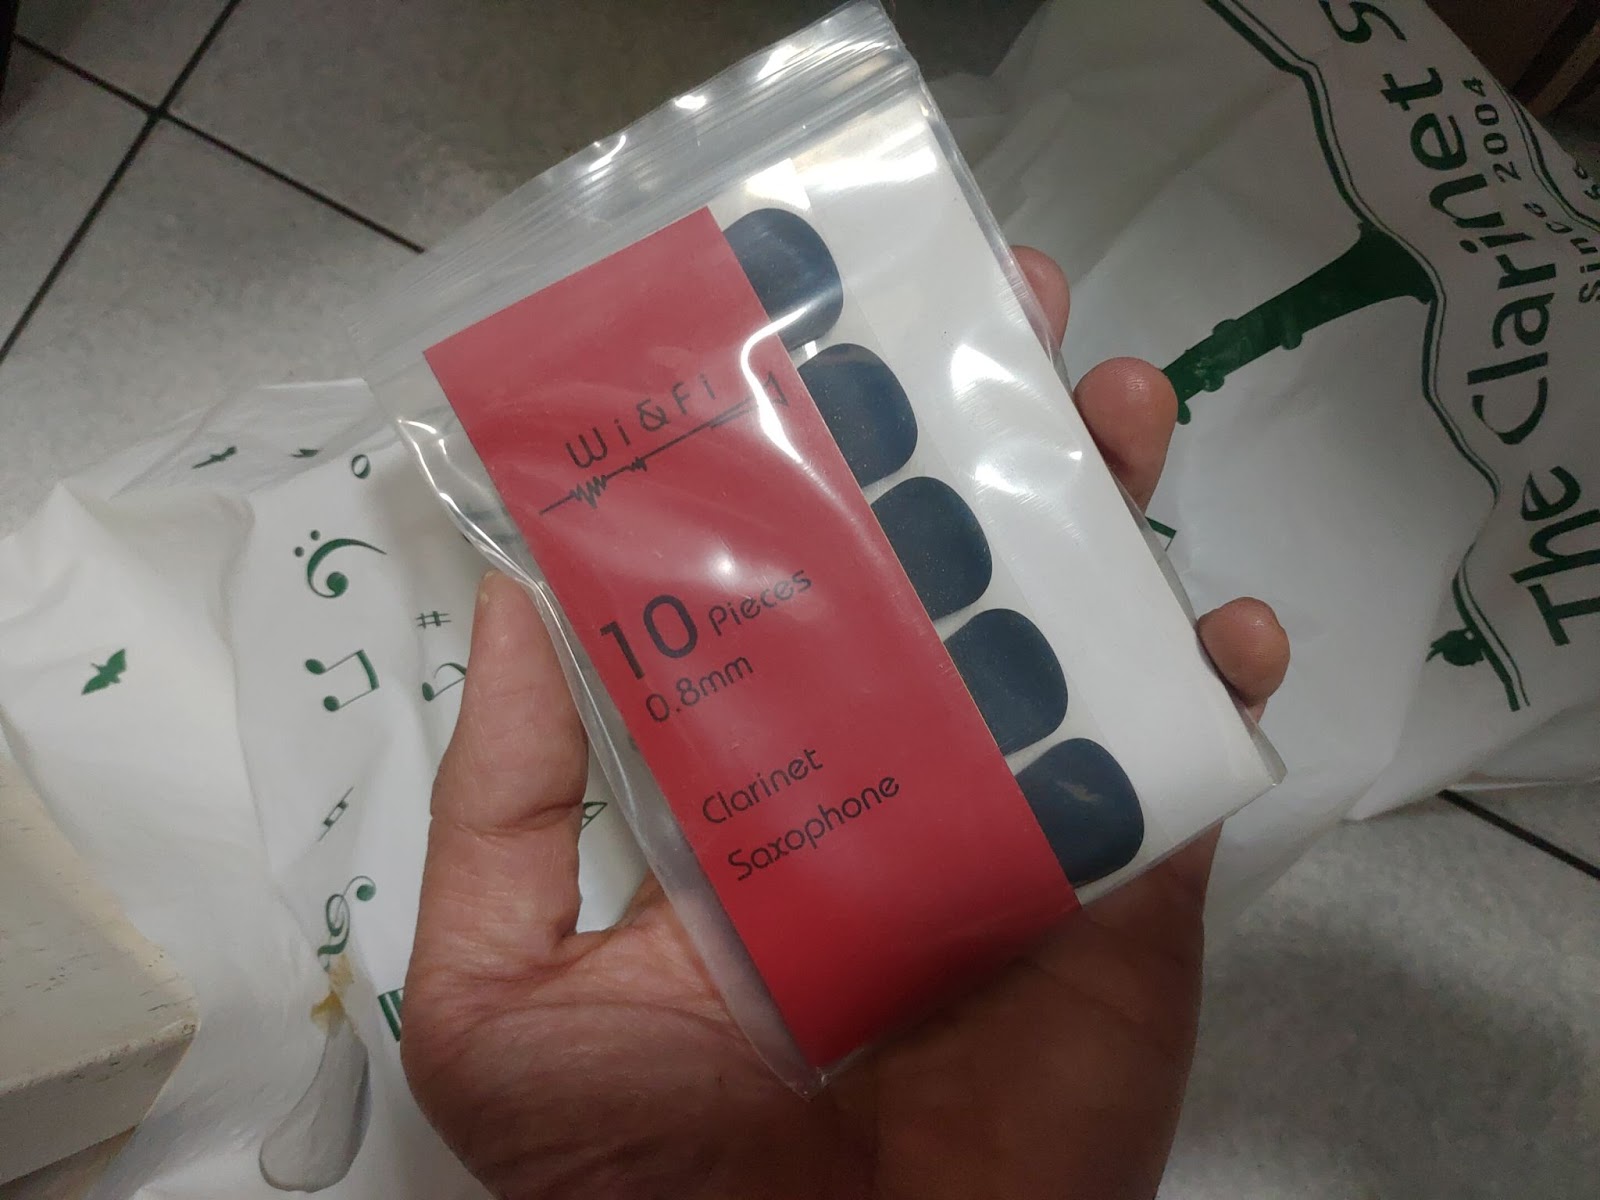 Wi&Fi
10 Pieces
0.8mm
Clarinet
Saxophone
The Clarinet S
Since 2004